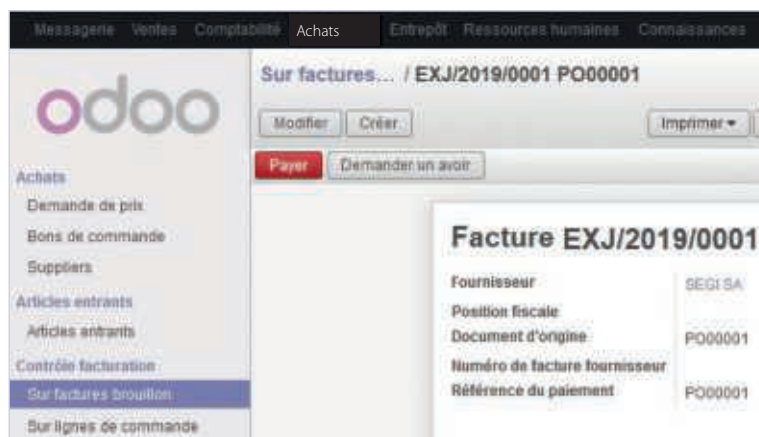 Messagerie Ventes Comptabilité Achats Entrepôt Ressources humaines Connaissances
odoo
Achats
Demande de prix
Bons de commande
Suppliers
Articles entrants
Articles entrants
Contrôle facturation
Sur factures brouillon
Sur lignes de commande
Sur factures... / EXJ/2019/0001 PO00001
Modifier Créer Imprimer
Payer Demander un avoir
Facture EXJ/2019/0001
Fournisseur SEGI SA
Position fiscale
Document d'origine PO00001
Numéro de facture fournisseur
Référence du paiement PO00001